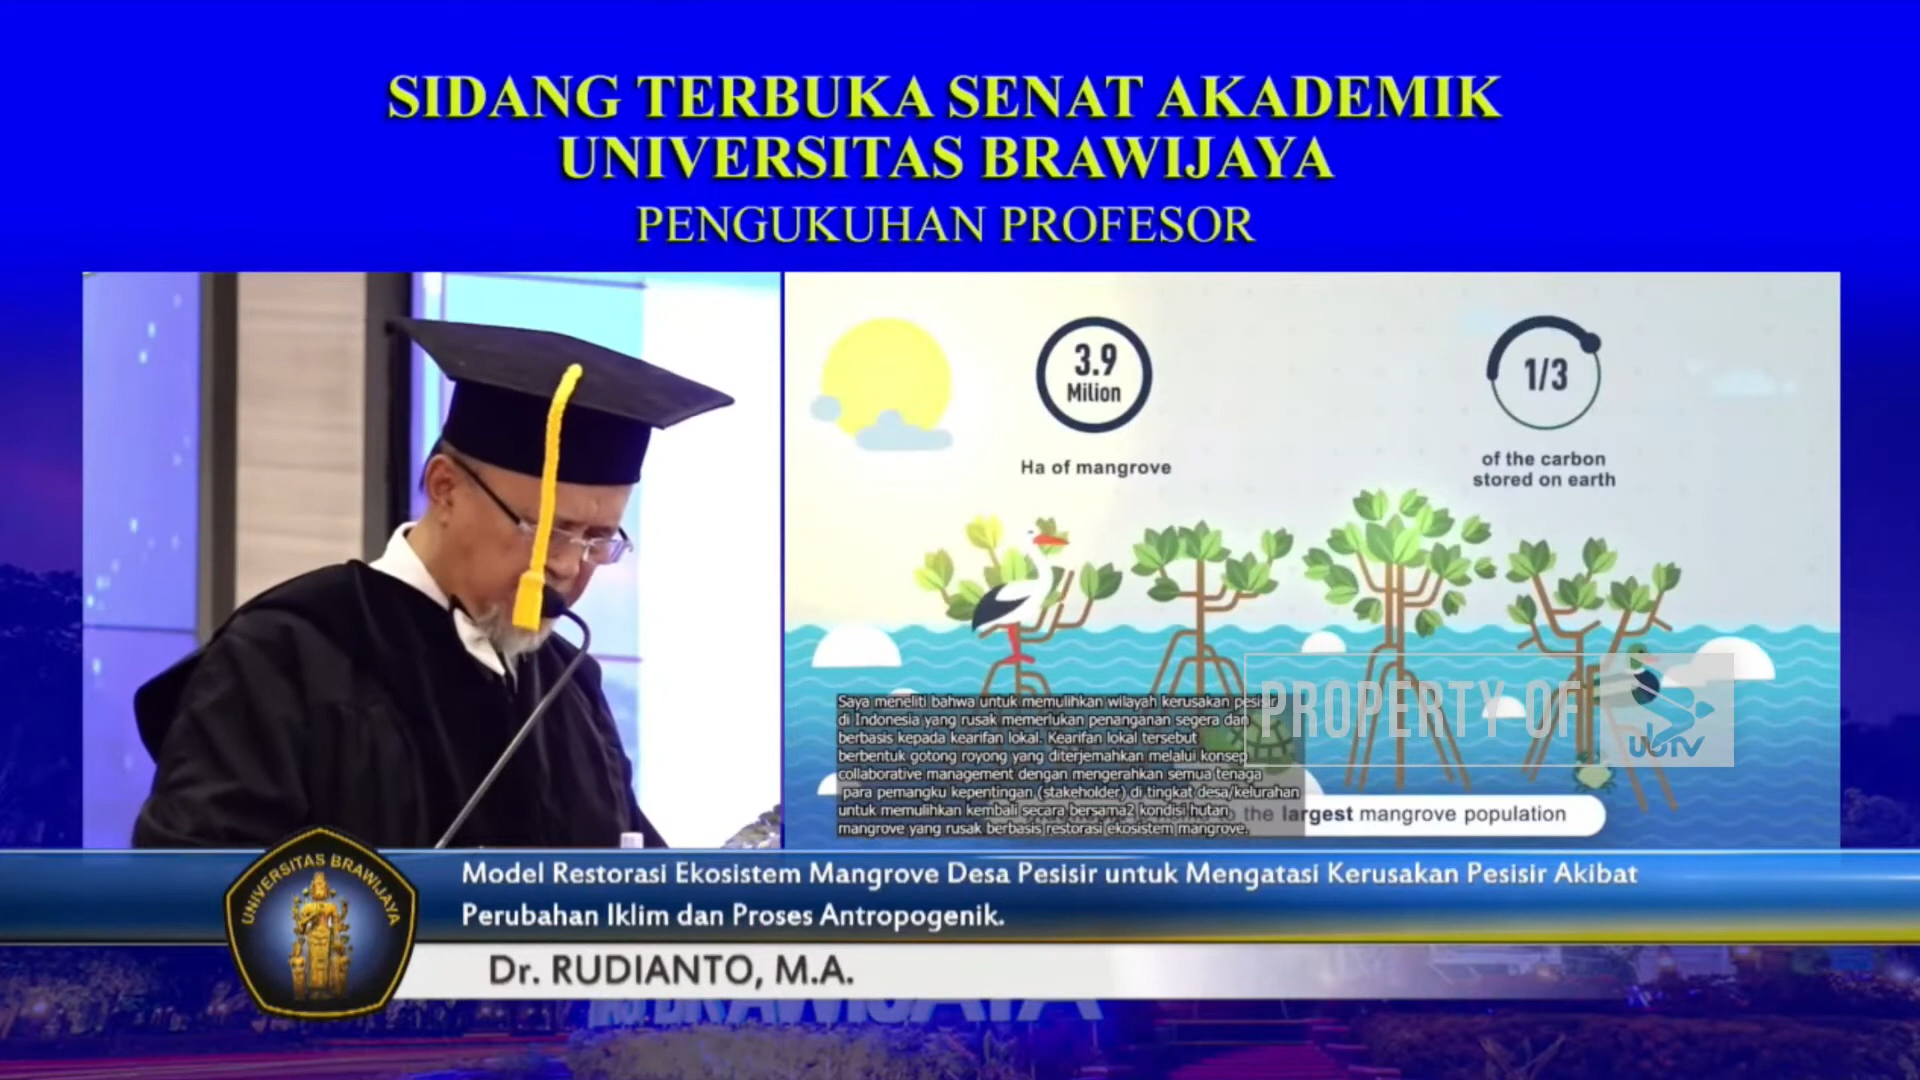 SIDANG TERBUKA SENAT AKADEMIK
UNIVERSITAS BRAWIJAYA
PENGUKUHAN PROFESOR
3.9
Milion
Ha of mangrove
1/3
of the carbon
stored on earth
Saya meneliti bahwa untuk memulihkan wilayah kerusakan pesisir
di Indonesia yang rusak memerlukan penanganan segera dan
berbasis kepada kearifan lokal. Kearifan lokal tersebut
berbentuk gotong royong yang diterjemahkan melalui konsep
collaborative management dengan mengerahkan semua tenaga
para pemangku kepentingan (stakeholder) di tingkat desa/kelurahan
untuk memulihkan kembali secara bersama2 kondisi hutan
mangrove yang rusak berbasis restorasi ekosistem mangrove.
the largest mangrove population
PROPERTY OF
UBTV
UNIVERSITAS BRAWIJAYA
Model Restorasi Ekosistem Mangrove Desa Pesisir untuk Mengatasi Kerusakan Pesisir Akibat
Perubahan Iklim dan Proses Antropogenik.
Dr. RUDIANTO, M.A.
BRAWIJAYA